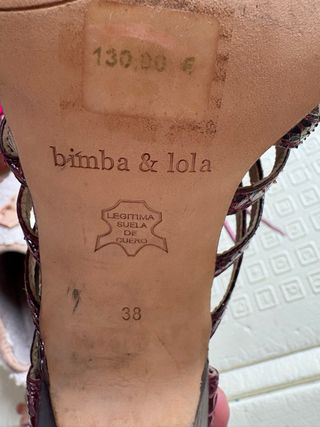 130.00 €
bimba & lola
LEGITIMA
SUELA
DE
CUERO
38